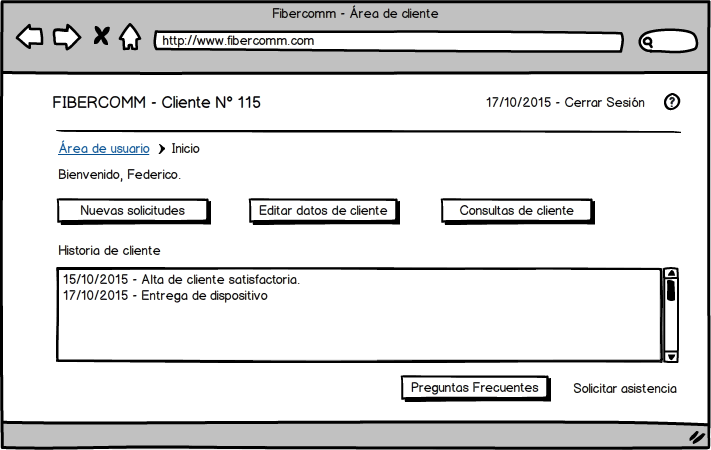 Fibercomm - Área de cliente
http://www.fibercomm.com
FIBERCOMM - Cliente N° 115
17/10/2015 - Cerrar Sesión
?
Área de usuario > Inicio
Bienvenido, Federico.
Nuevas solicitudes
Editar datos de cliente
Consultas de cliente
Historia de cliente
15/10/2015 - Alta de cliente satisfactoria.
17/10/2015 - Entrega de dispositivo
Preguntas Frecuentes
Solicitar asistencia